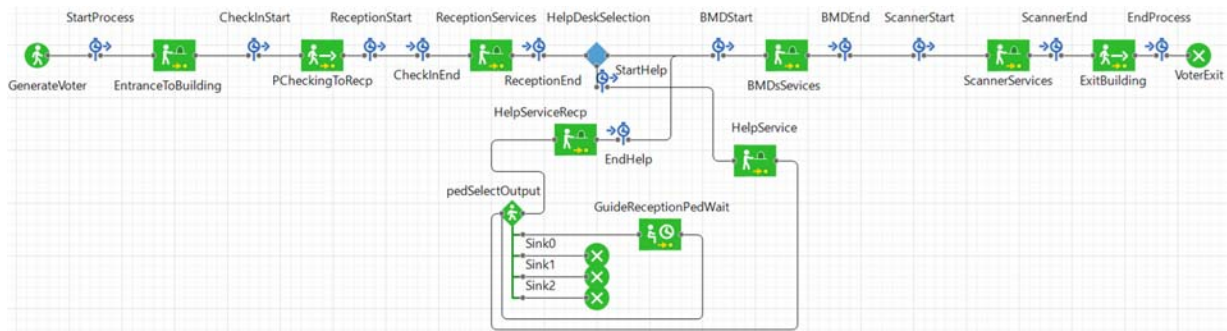 StartProcess CheckInStart ReceptionStart ReceptionServices HelpDeskSelection BMDStart BMDEnd ScannerStart ScannerEnd EndProcess
GenerateVoter EntranceToBuilding PCheckingToRecp CheckInEnd ReceptionEnd StartHelp BMDsSevices ScannerServices ExitBuilding VoterExit
HelpServiceRecp HelpService
EndHelp
pedSelectOutput GuideReceptionPedWait
Sink0
Sink1
Sink2